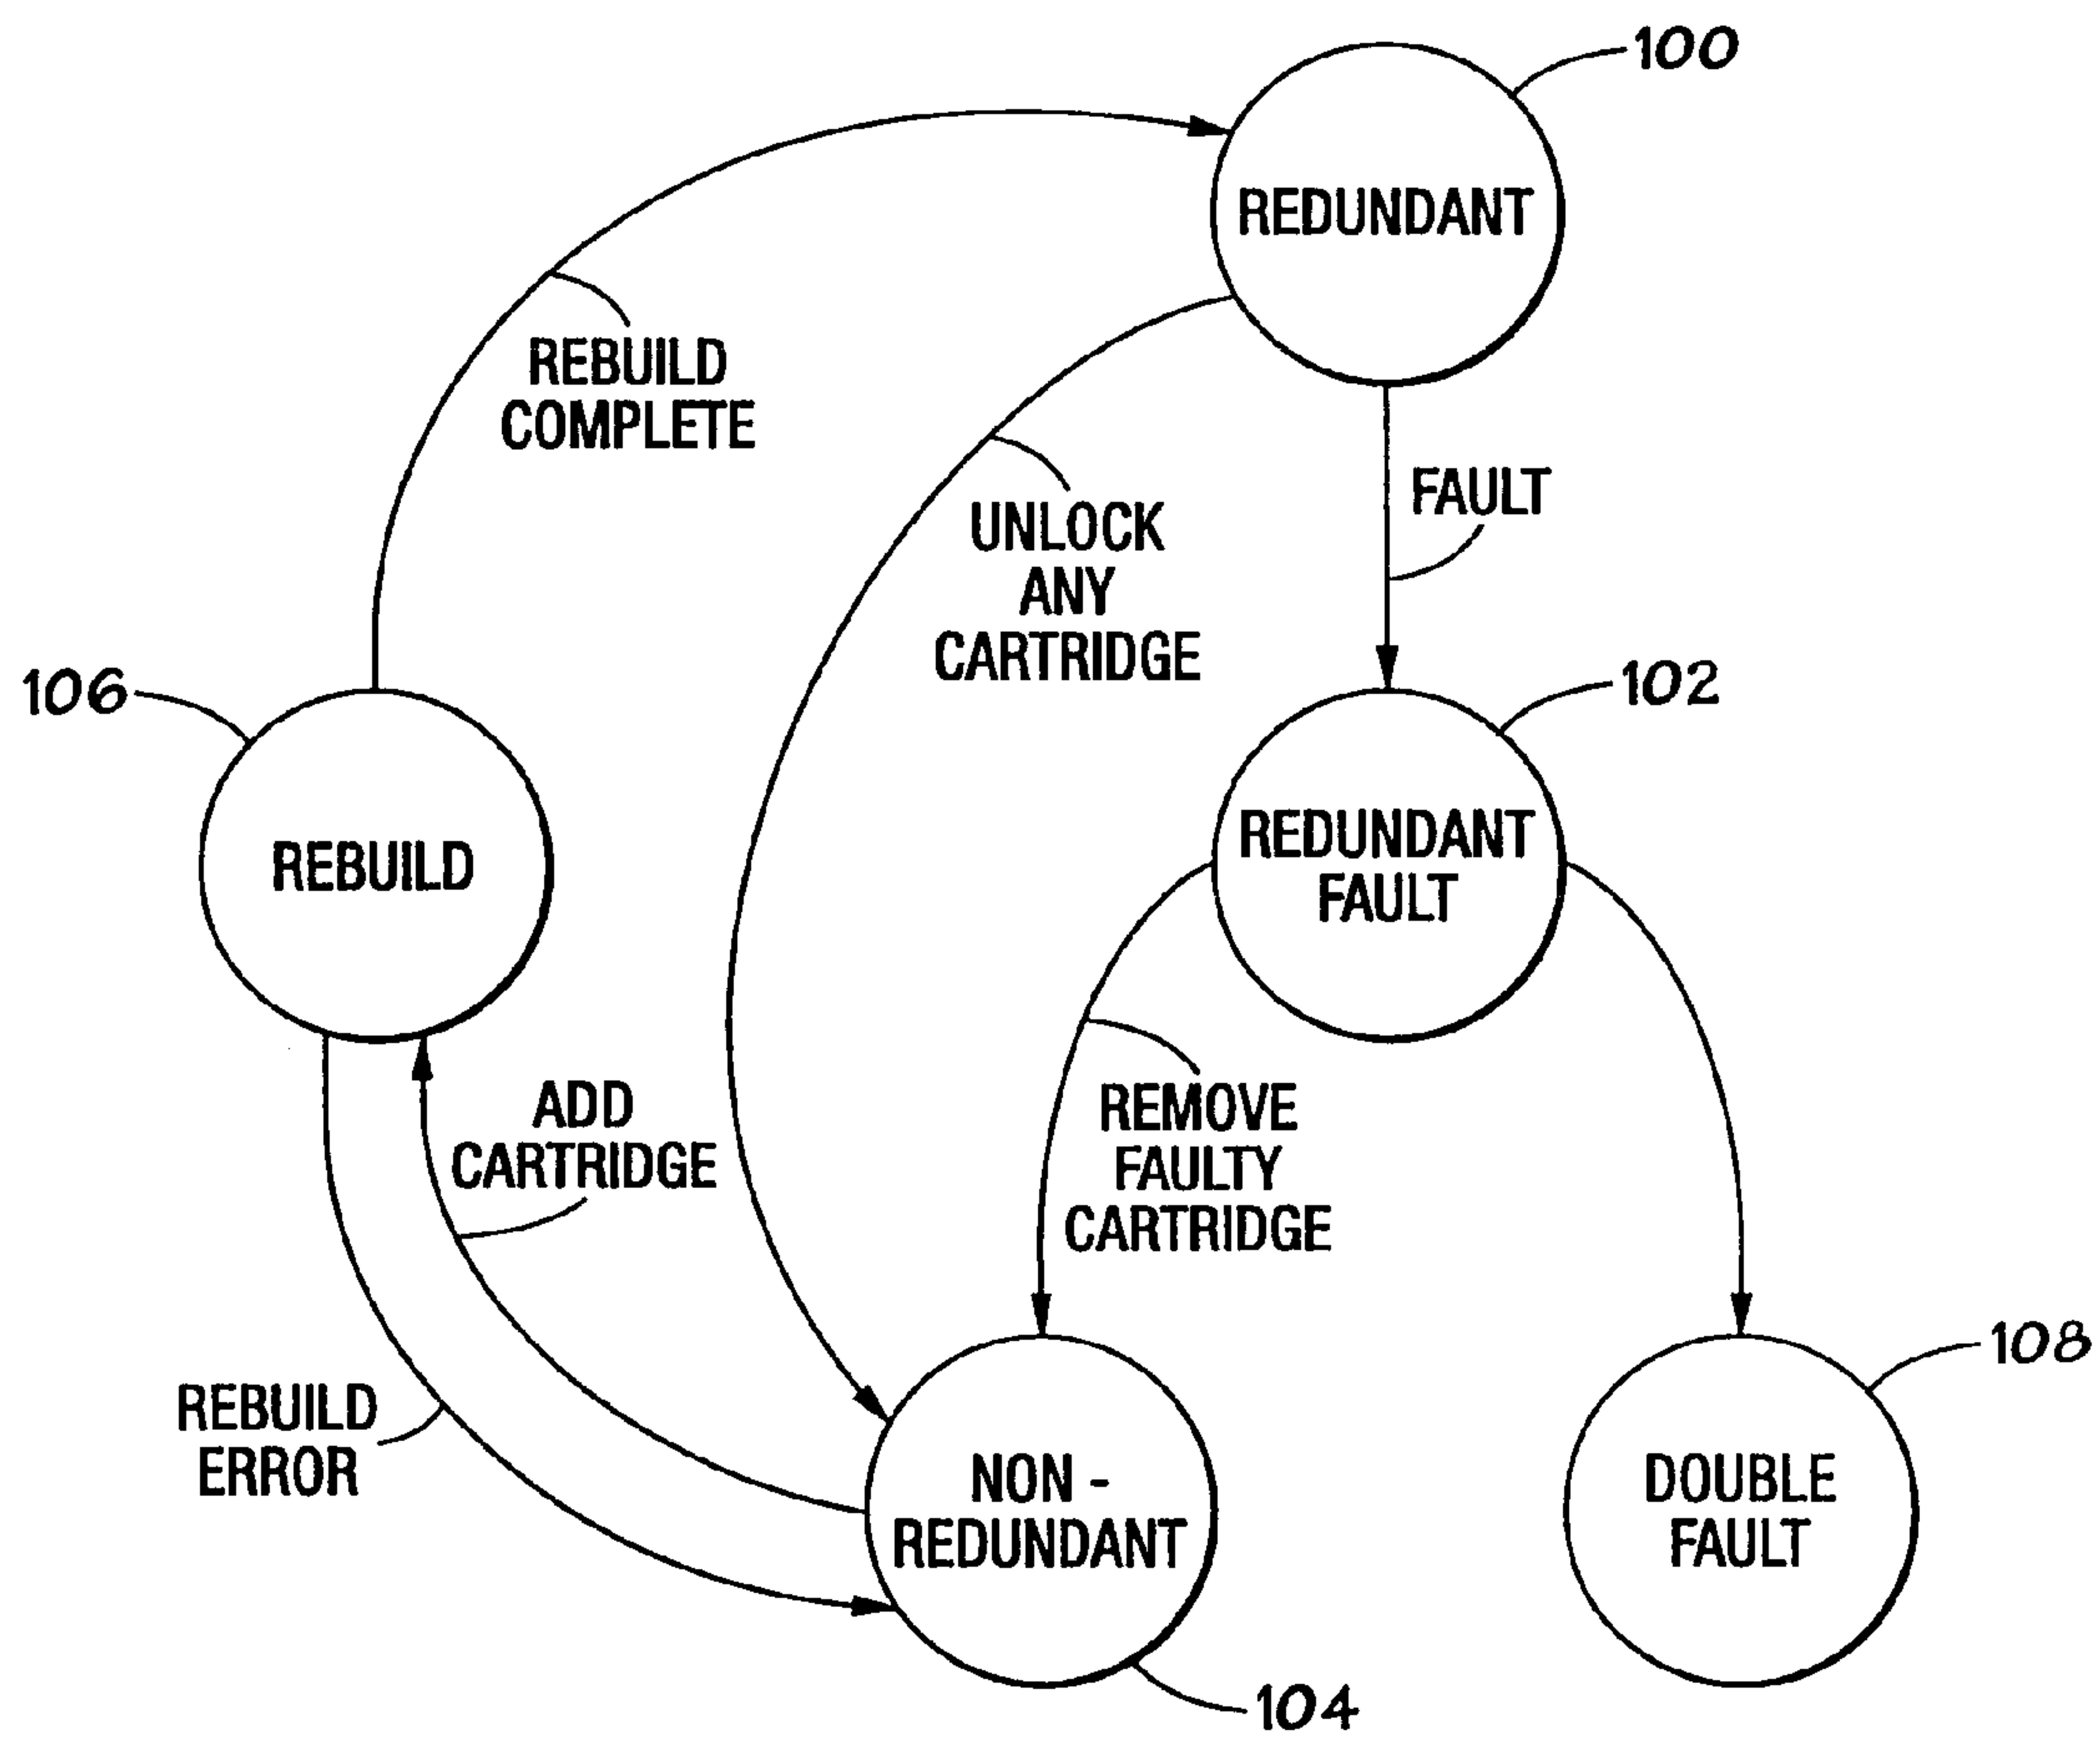 100
REDUNDANT
REBUILD
COMPLETE
UNLOCK
ANY
CARTRIDGE
FAULT
106
102
REBUILD
REDUNDANT
FAULT
ADD
CARTRIDGE
REMOVE
FAULTY
CARTRIDGE
108
REBUILD
ERROR
NON -
REDUNDANT
DOUBLE
FAULT
104